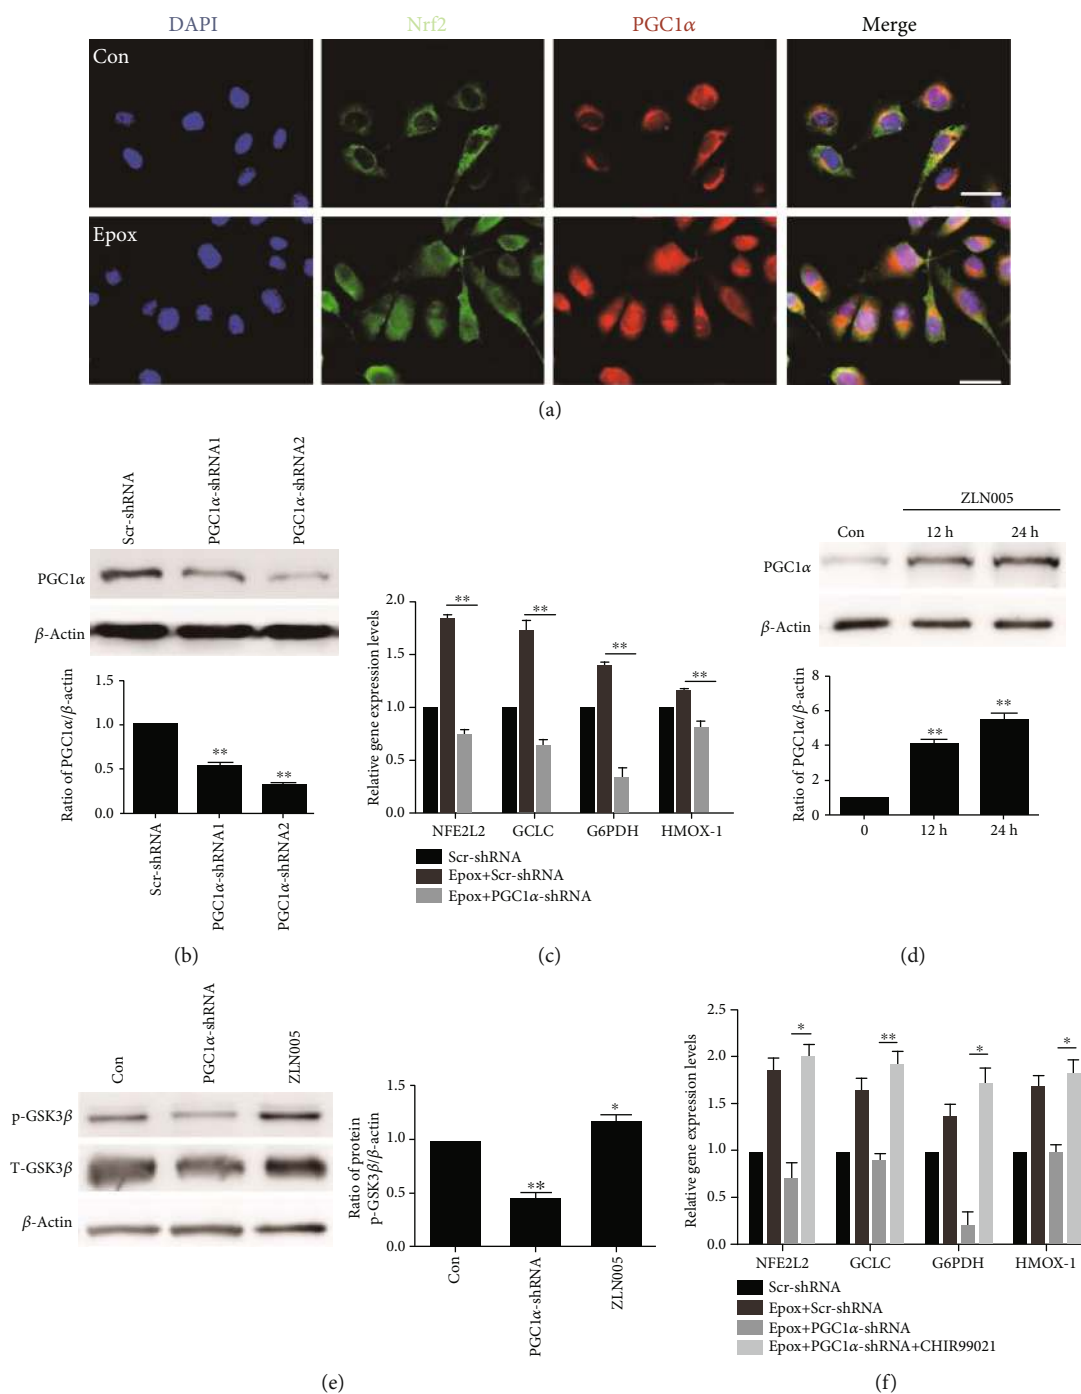 DAPI Nrf2 PGC1α Merge
Con
Epox
(a)
Scr-shRNA
PGC1α-shRNA1
PGC1α-shRNA2
PGC1α
β-Actin
Ratio of PGC1α/β-actin
1.5
1.0
0.5
0.0
**
**
Scr-shRNA
PGC1α-shRNA1
PGC1α-shRNA2
(b)
Relative gene expression levels
2.0
1.5
1.0
0.5
0.0
** ** ** **
NFE2L2 GCLC G6PDH HMOX-1
Scr-shRNA
Epox+Scr-shRNA
Epox+PGC1α-shRNA
(c)
ZLN005
Con 12 h 24 h
PGC1α
β-Actin
Ratio of PGC1α/β-actin
8
6
4
2
0
** **
0 12 h 24 h
(d)
Con
PGC1α-shRNA
ZLN005
p-GSK3β
T-GSK3β
β-Actin
Ratio of protein
p-GSK3β/β-actin
1.5
1.0
0.5
0.0
**
*
Con
PGC1α-shRNA
ZLN005
(e)
Relative gene expression levels
2.5
2.0
1.5
1.0
0.5
0.0
* ** * *
NFE2L2 GCLC G6PDH HMOX-1
Scr-shRNA
Epox+Scr-shRNA
Epox+PGC1α-shRNA
Epox+PGC1α-shRNA+CHIR99021
(f)